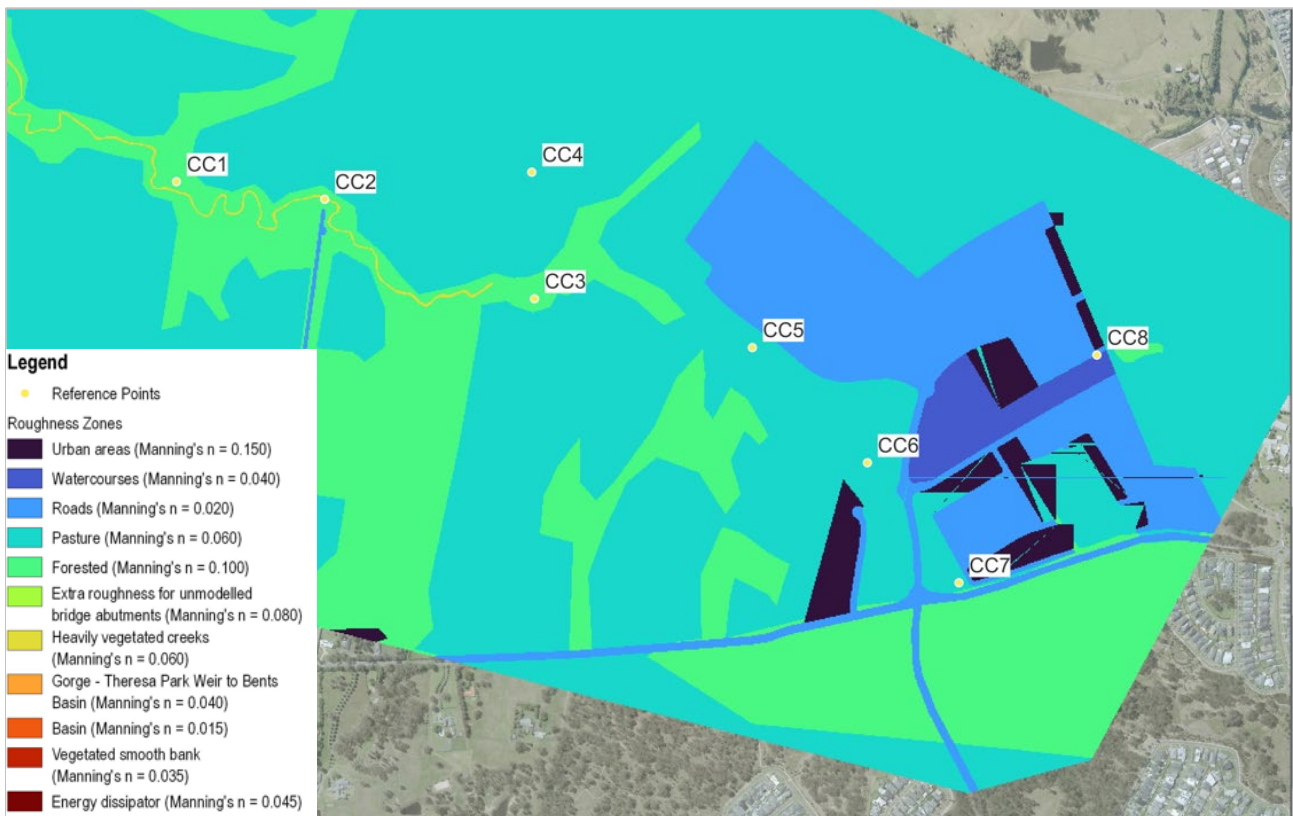 CC1
CC2
CC4
CC3
CC5
CC8
CC6
CC7
Legend
Reference Points
Roughness Zones
Urban areas (Manning's n = 0.150)
Watercourses (Manning's n = 0.040)
Roads (Manning's n = 0.020)
Pasture (Manning's n = 0.060)
Forested (Manning's n = 0.100)
Extra roughness for unmodelled
bridge abutments (Manning's n = 0.080)
Heavily vegetated creeks
(Manning's n = 0.060)
Gorge - Theresa Park Weir to Bents
Basin (Manning's n = 0.040)
Basin (Manning's n = 0.015)
Vegetated smooth bank
(Manning's n = 0.035)
Energy dissipator (Manning's n = 0.045)